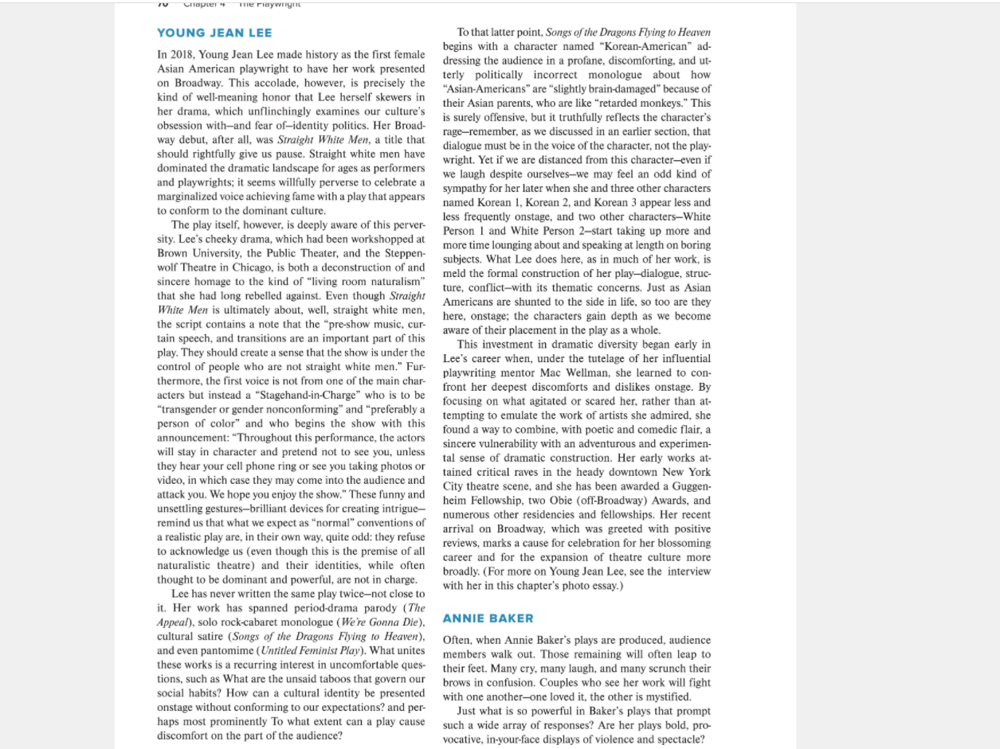 70 Chapter 4 The Playwright
YOUNG JEAN LEE
In 2018, Young Jean Lee made history as the first female
Asian American playwright to have her work presented
on Broadway. This accolade, however, is precisely the
kind of well-meaning honor that Lee herself skewers in
her drama, which unflinchingly examines our culture's
obsession with—and fear of—identity politics. Her Broad-
way debut, after all, was Straight White Men, a title that
should rightfully give us pause. Straight white men have
dominated the dramatic landscape for ages as performers
and playwrights; it seems willfully perverse to celebrate a
marginalized voice achieving fame with a play that appears
to conform to the dominant culture.
The play itself, however, is deeply aware of this perver-
sity. Lee's cheeky drama, which had been workshopped at
Brown University, the Public Theater, and the Steppen-
wolf Theatre in Chicago, is both a deconstruction of and
sincere homage to the kind of “living room naturalism”
that she had long rebelled against. Even though Straight
White Men is ultimately about, well, straight white men,
the script contains a note that the “pre-show music, cur-
tain speech, and transitions are an important part of this
play. They should create a sense that the show is under the
control of people who are not straight white men.” Fur-
thermore, the first voice is not from one of the main char-
acters but instead a “Stagehand-in-Charge” who is to be
“transgender or gender nonconforming” and “preferably a
person of color” and who begins the show with this
announcement: “Throughout this performance, the actors
will stay in character and pretend not to see you, unless
they hear your cell phone ring or see you taking photos or
video, in which case they may come into the audience and
attack you. We hope you enjoy the show.” These funny and
unsettling gestures—brilliant devices for creating intrigue—
remind us that what we expect as “normal” conventions of
a realistic play are, in their own way, quite odd: they refuse
to acknowledge us (even though this is the premise of all
naturalistic theatre) and their identities, while often
thought to be dominant and powerful, are not in charge.
Lee has never written the same play twice—not close to
it. Her work has spanned period-drama parody (The
Appeal), solo rock-cabaret monologue (We're Gonna Die),
cultural satire (Songs of the Dragons Flying to Heaven),
and even pantomime (Untitled Feminist Play). What unites
these works is a recurring interest in uncomfortable ques-
tions, such as What are the unsaid taboos that govern our
social habits? How can a cultural identity be presented
onstage without conforming to our expectations? and per-
haps most prominently To what extent can a play cause
discomfort on the part of the audience?
To that latter point, Songs of the Dragons Flying to Heaven
begins with a character named “Korean-American” ad-
dressing the audience in a profane, discomforting, and ut-
terly politically incorrect monologue about how
“Asian-Americans” are “slightly brain-damaged” because of
their Asian parents, who are like “retarded monkeys.” This
is surely offensive, but it truthfully reflects the character's
rage—remember, as we discussed in an earlier section, that
dialogue must be in the voice of the character, not the play-
wright. Yet if we are distanced from this character—even if
we laugh despite ourselves—we may feel an odd kind of
sympathy for her later when she and three other characters
named Korean 1, Korean 2, and Korean 3 appear less and
less frequently onstage, and two other characters—White
Person 1 and White Person 2—start taking up more and
more time lounging about and speaking at length on boring
subjects. What Lee does here, as in much of her work, is
meld the formal construction of her play—dialogue, struc-
ture, conflict—with its thematic concerns. Just as Asian
Americans are shunted to the side in life, so too are they
here, onstage; the characters gain depth as we become
aware of their placement in the play as a whole.
This investment in dramatic diversity began early in
Lee's career when, under the tutelage of her influential
playwriting mentor Mac Wellman, she learned to con-
front her deepest discomforts and dislikes onstage. By
focusing on what agitated or scared her, rather than at-
tempting to emulate the work of artists she admired, she
found a way to combine, with poetic and comedic flair, a
sincere vulnerability with an adventurous and experimen-
tal sense of dramatic construction. Her early works at-
tained critical raves in the heady downtown New York
City theatre scene, and she has been awarded a Guggen-
heim Fellowship, two Obie (off-Broadway) Awards, and
numerous other residencies and fellowships. Her recent
arrival on Broadway, which was greeted with positive
reviews, marks a cause for celebration for her blossoming
career and for the expansion of theatre culture more
broadly. (For more on Young Jean Lee, see the interview
with her in this chapter's photo essay.)
ANNIE BAKER
Often, when Annie Baker's plays are produced, audience
members walk out. Those remaining will often leap to
their feet. Many cry, many laugh, and many scrunch their
brows in confusion. Couples who see her work will fight
with one another—one loved it, the other is mystified.
Just what is so powerful in Baker's plays that prompt
such a wide array of responses? Are her plays bold, pro-
vocative, in-your-face displays of violence and spectacle?